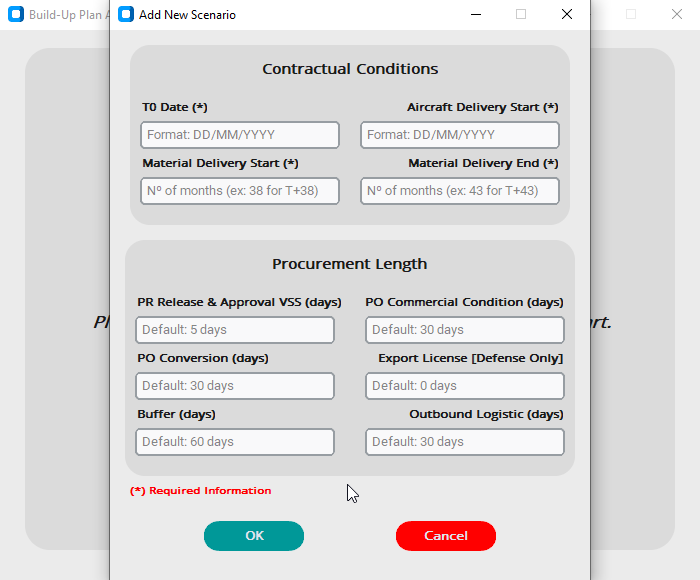 Build-Up Plan A
Add New Scenario
Contractual Conditions
T0 Date (*) Aircraft Delivery Start (*)
Format: DD/MM/YYYY Format: DD/MM/YYYY
Material Delivery Start (*) Material Delivery End (*)
Nº of months (ex: 38 for T+38) Nº of months (ex: 43 for T+43)
Procurement Length
PR Release & Approval VSS (days) PO Commercial Condition (days)
Pl
Default: 5 days Default: 30 days
art.
PO Conversion (days) Export License [Defense Only]
Default: 30 days Default: 0 days
Buffer (days) Outbound Logistic (days)
Default: 60 days Default: 30 days
(*) Required Information
OK Cancel